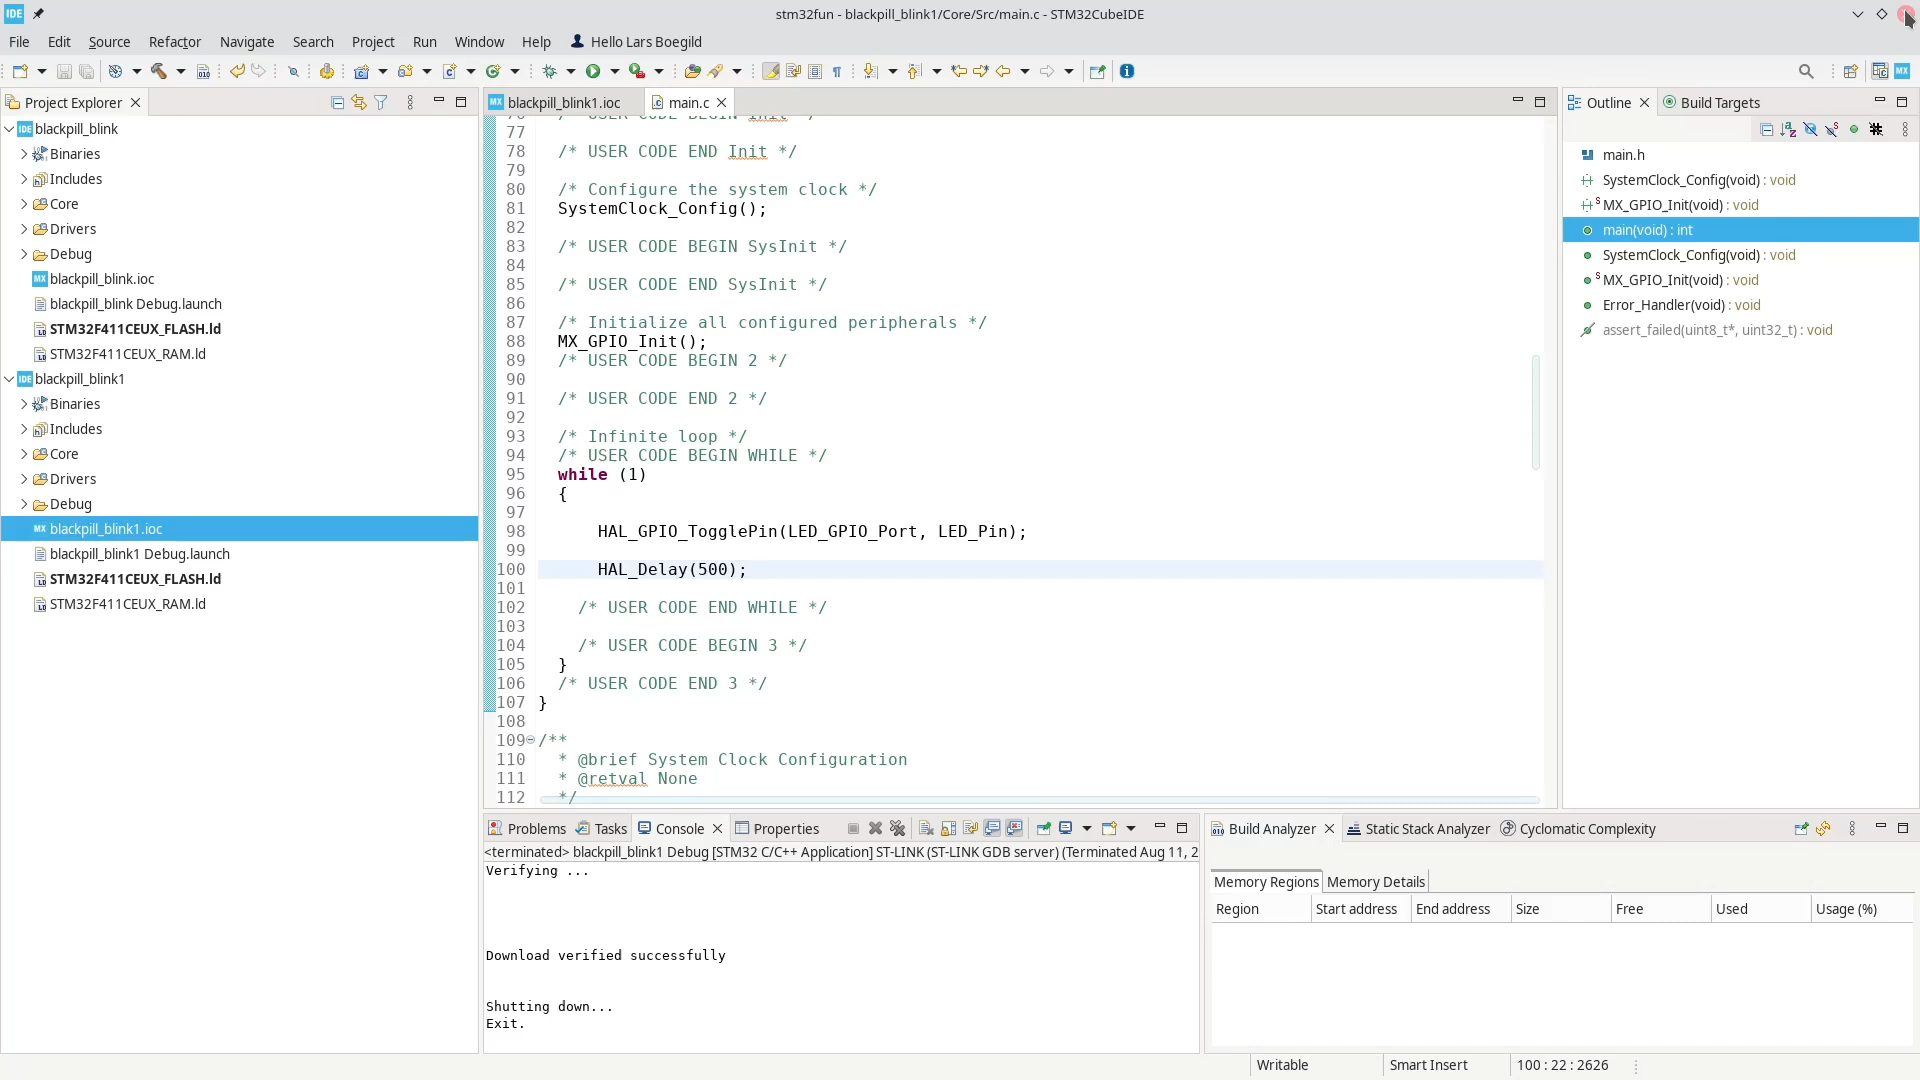 IDE
stm32fun - blackpill_blink1/Core/Src/main.c - STM32CubeIDE
File Edit Source Refactor Navigate Search Project Run Window Help Hello Lars Boegild
Project Explorer
blackpill_blink
Binaries
Includes
Core
Drivers
Debug
MX blackpill_blink.ioc
blackpill_blink Debug.launch
STM32F411CEUX_FLASH.ld
STM32F411CEUX_RAM.ld
blackpill_blink1
Binaries
Includes
Core
Drivers
Debug
MX blackpill_blink1.ioc
blackpill_blink1 Debug.launch
STM32F411CEUX_FLASH.ld
STM32F411CEUX_RAM.ld
MX blackpill_blink1.ioc main.c
76 /* USER CODE BEGIN Init */
77
78 /* USER CODE END Init */
79
80 /* Configure the system clock */
81 SystemClock_Config();
82
83 /* USER CODE BEGIN SysInit */
84
85 /* USER CODE END SysInit */
86
87 /* Initialize all configured peripherals */
88 MX_GPIO_Init();
89 /* USER CODE BEGIN 2 */
90
91 /* USER CODE END 2 */
92
93 /* Infinite loop */
94 /* USER CODE BEGIN WHILE */
95 while (1)
96 {
97
98 HAL_GPIO_TogglePin(LED_GPIO_Port, LED_Pin);
99
100 HAL_Delay(500);
101
102 /* USER CODE END WHILE */
103
104 /* USER CODE BEGIN 3 */
105 }
106 /* USER CODE END 3 */
107 }
108
109 /**
110 * @brief System Clock Configuration
111 * @retval None
112 */
Outline Build Targets
main.h
SystemClock_Config(void) : void
S MX_GPIO_Init(void) : void
main(void) : int
SystemClock_Config(void) : void
S MX_GPIO_Init(void) : void
Error_Handler(void) : void
assert_failed(uint8_t*, uint32_t) : void
Problems Tasks Console Properties
<terminated> blackpill_blink1 Debug [STM32 C/C++ Application] ST-LINK (ST-LINK GDB server) (Terminated Aug 11, 2
Verifying ...
Download verified successfully
Shutting down...
Exit.
Build Analyzer Static Stack Analyzer Cyclomatic Complexity
Memory Regions Memory Details
Region Start address End address Size Free Used Usage (%)
Writable Smart Insert 100 : 22 : 2626